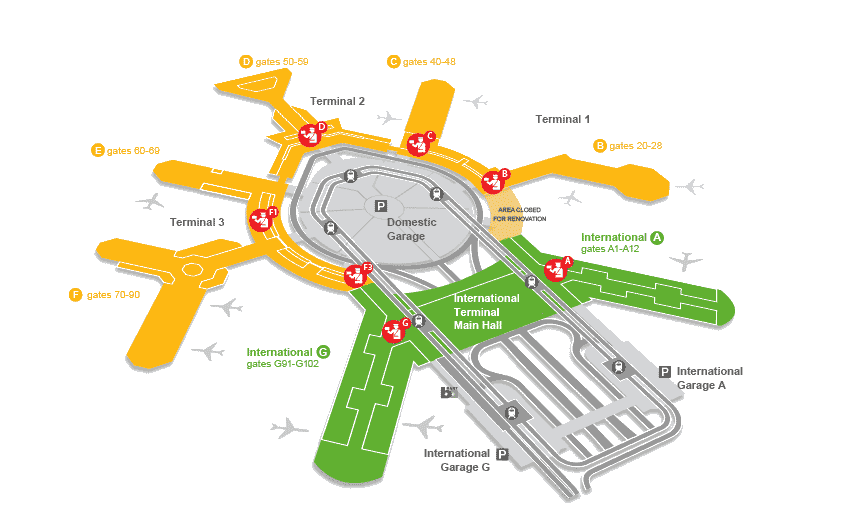 D gates 50-59
C gates 40-48
Terminal 2
Terminal 1
D
C
E gates 60-69
B gates 20-28
B
P
Domestic
Garage
AREA CLOSED
FOR RENOVATION
Terminal 3
F1
International A
gates A1-A12
A
F gates 70-90
International
Terminal
Main Hall
G
International G
gates G91-G102
P International
Garage A
International P
Garage G